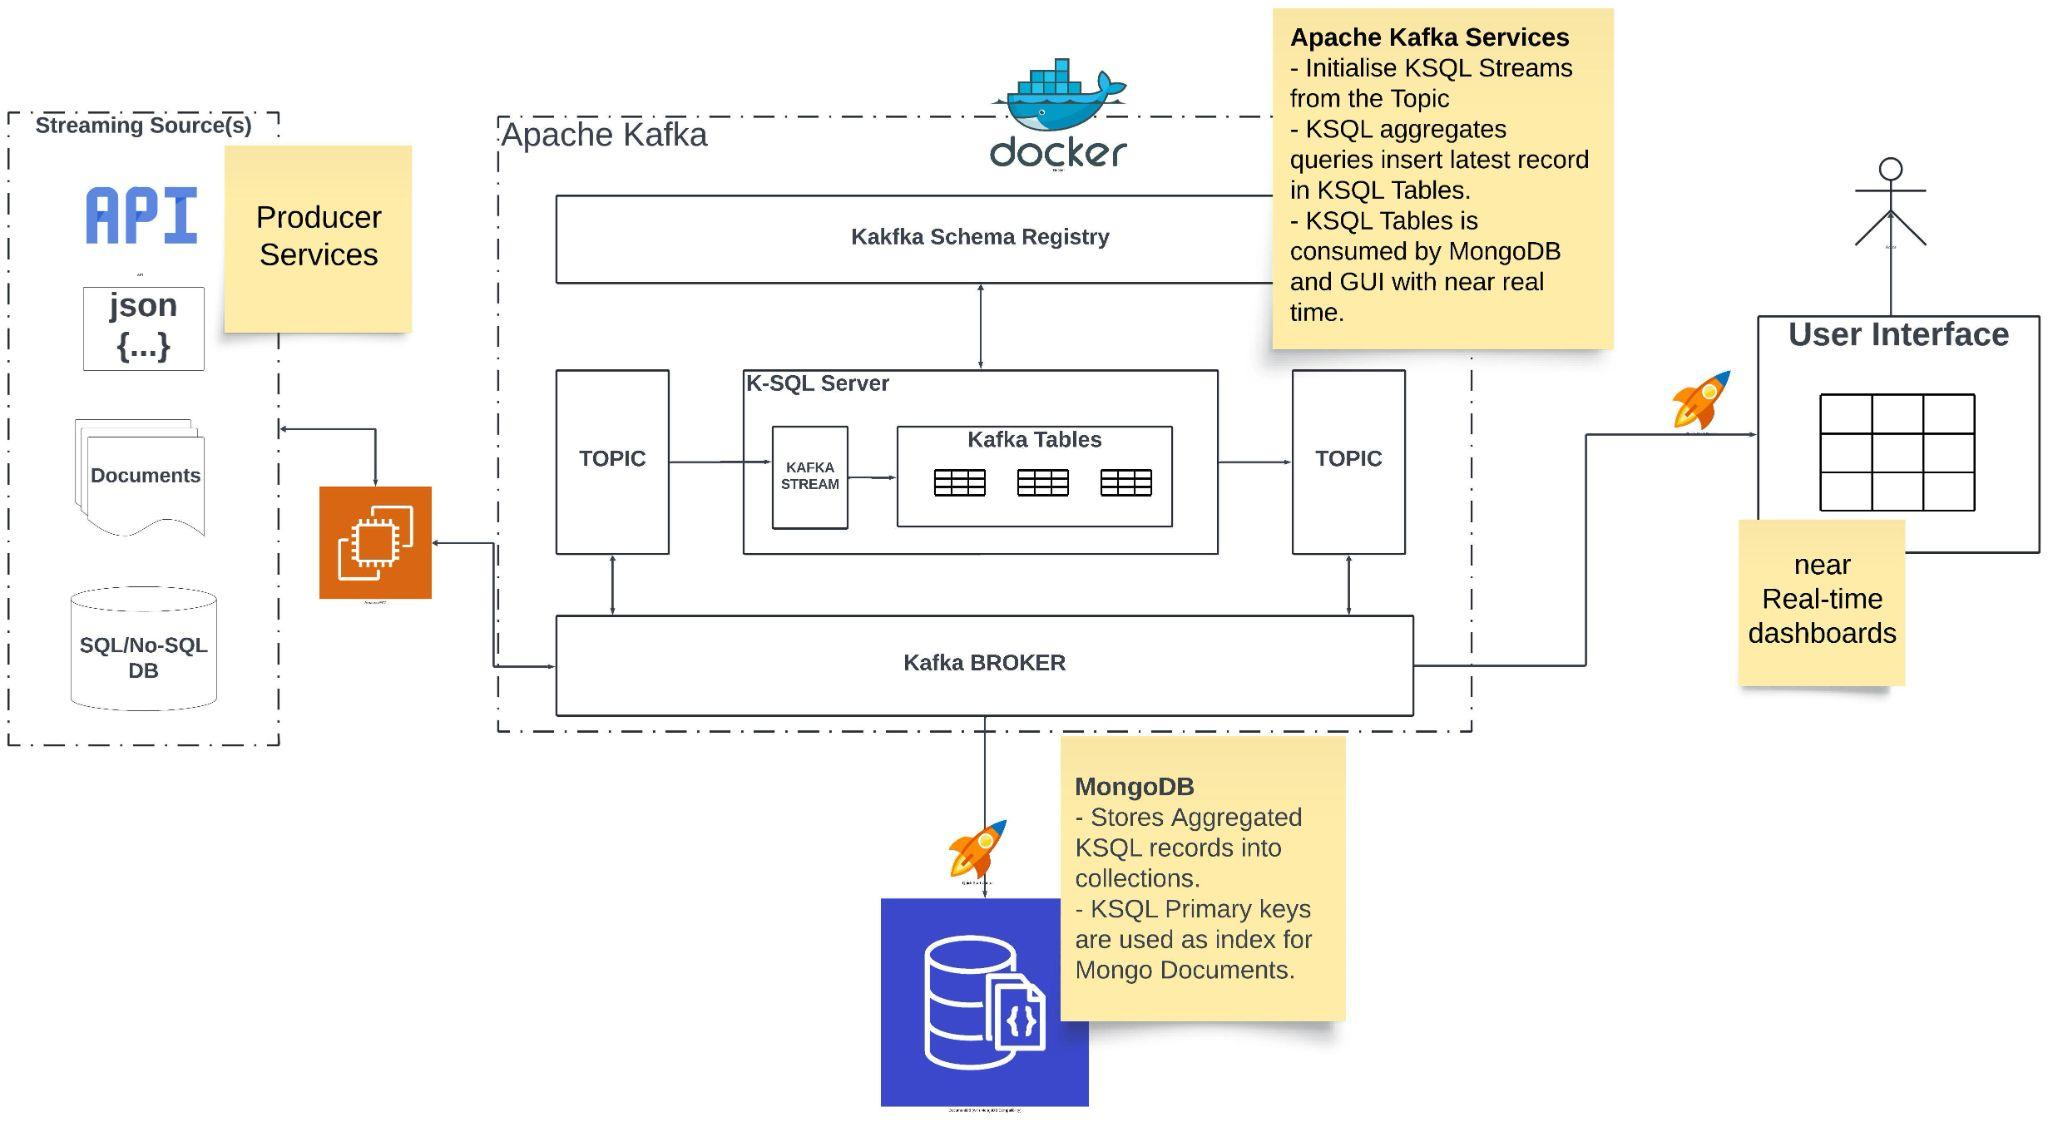 Streaming Source(s)
API
API
json
{...}
Documents
SQL/No-SQL
DB
Producer
Services
Apache Kafka
docker
Kakfka Schema Registry
TOPIC
K-SQL Server
KAFKA
STREAM
Kafka Tables
TOPIC
Kafka BROKER
Apache Kafka Services
- Initialise KSQL Streams
from the Topic
- KSQL aggregates
queries insert latest record
in KSQL Tables.
- KSQL Tables is
consumed by MongoDB
and GUI with near real
time.
User Interface
near
Real-time
dashboards
MongoDB
- Stores Aggregated
KSQL records into
collections.
- KSQL Primary keys
are used as index for
Mongo Documents.